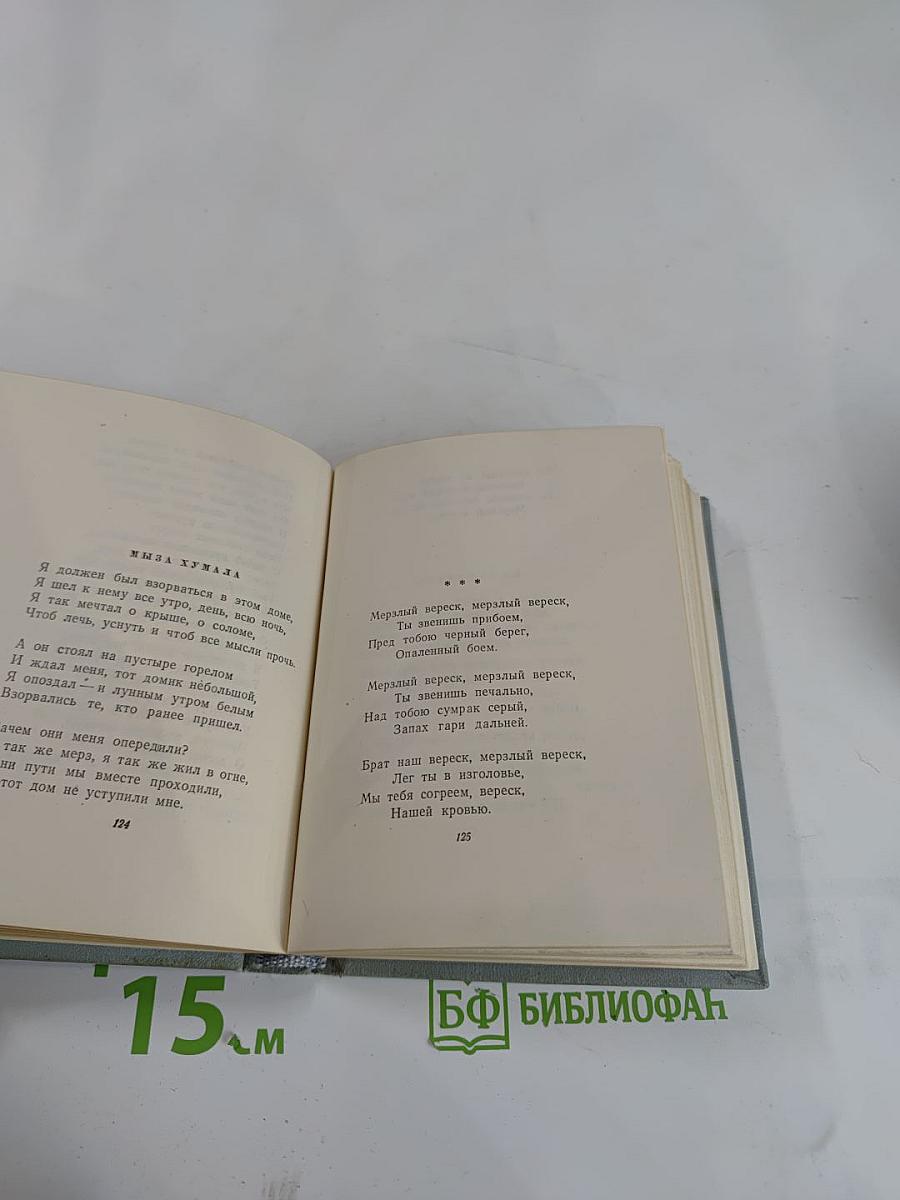 МЫЗА ХУМАЛА
Я должен был взорваться в этом доме,
Я шел к нему все утро, день, всю ночь,
Я так мечтал о крыше, о соломе,
Чтоб лечь, уснуть и чтоб все мысли прочь.
А он стоял на пустыре горелом
И ждал меня, тот домик небольшой,
Я опоздал — и лунным утром белым
Взорвались те, кто ранее пришел.
ачем они меня опередили?
так же мерз, я так же жил в огне,
ни пути мы вместе проходили,
тот дом не уступили мне.
124
* * *
Мерзлый вереск, мерзлый вереск,
Ты звенишь прибоем,
Пред тобою черный берег,
Опаленный боем.
Мерзлый вереск, мерзлый вереск,
Ты звенишь печально,
Над тобою сумрак серый,
Запах гари дальней.
Брат наш вереск, мерзлый вереск,
Лег ты в изголовье,
Мы тебя согреем, вереск,
Нашей кровью.
125
15 см
БФ БИБЛИОФАН